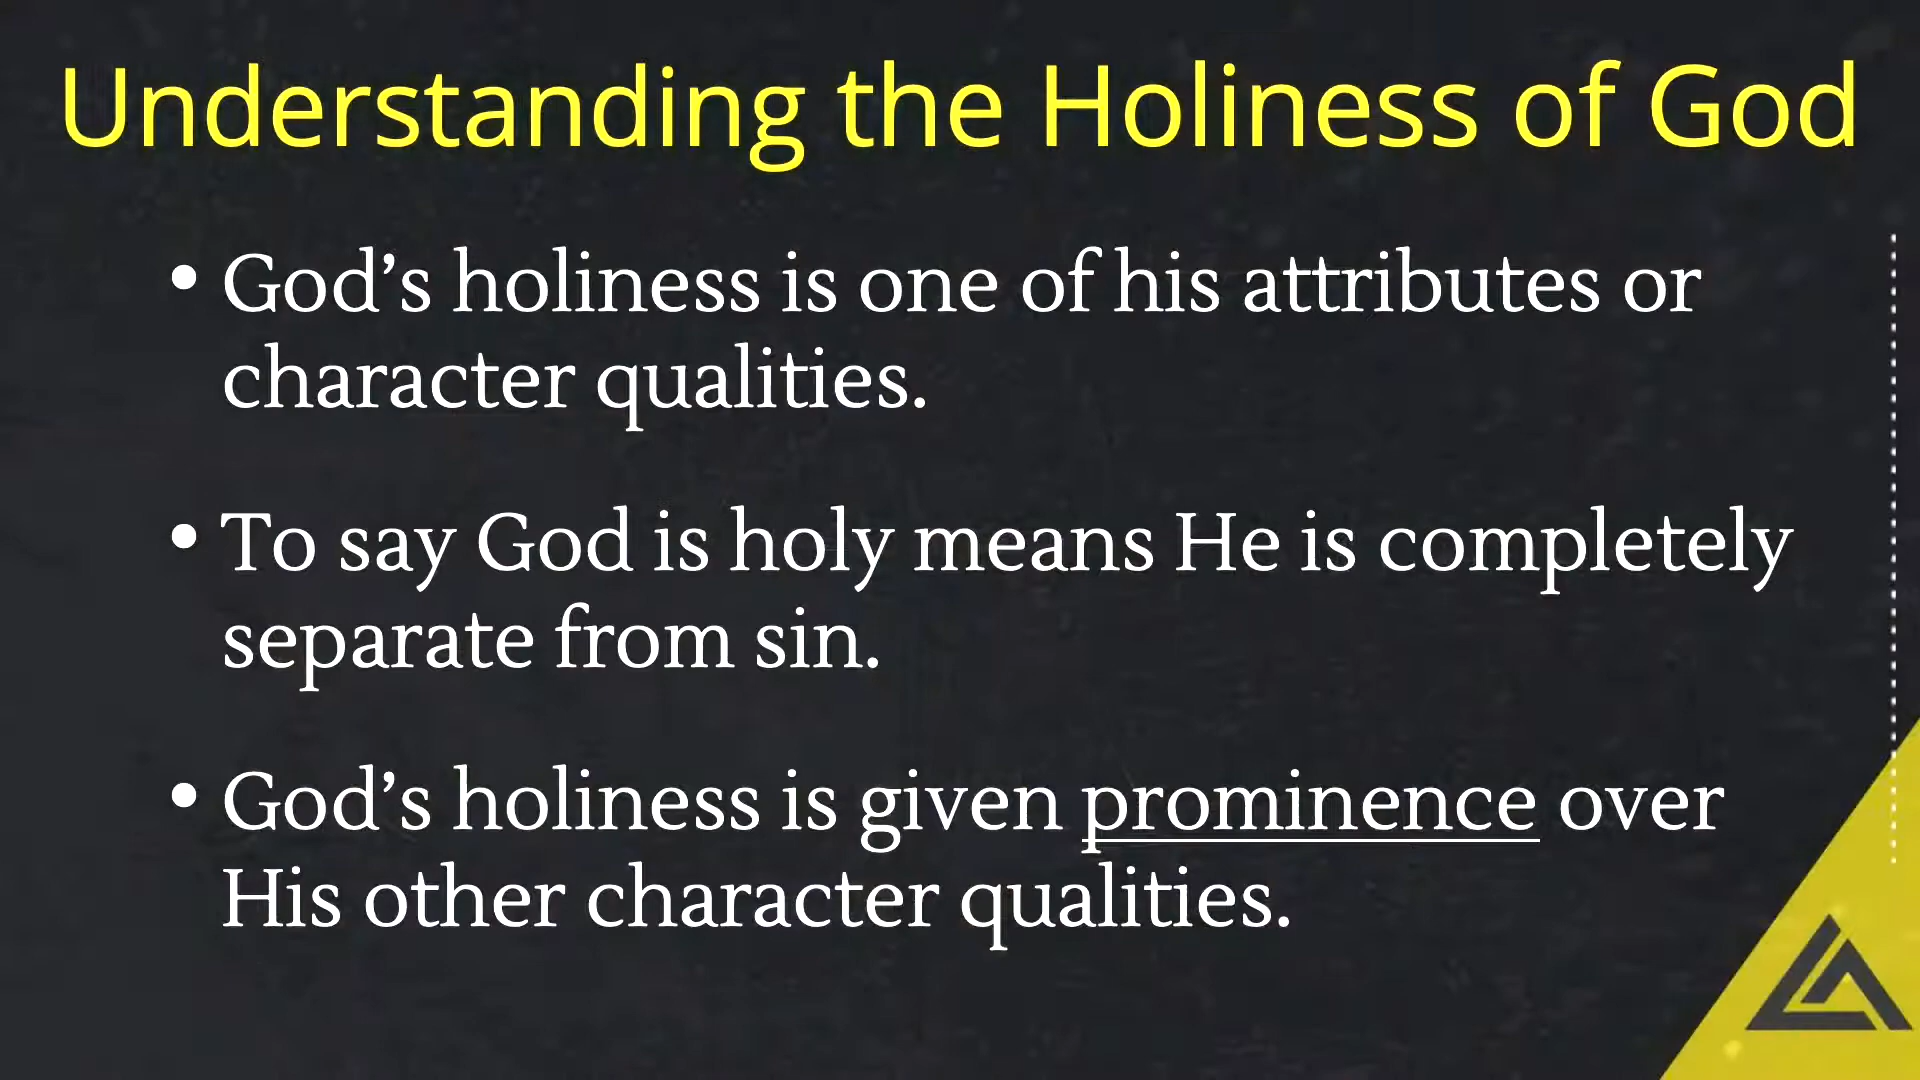 Understanding the Holiness of God
• God’s holiness is one of his attributes or
character qualities.
• To say God is holy means He is completely
separate from sin.
• God’s holiness is given prominence over
His other character qualities.